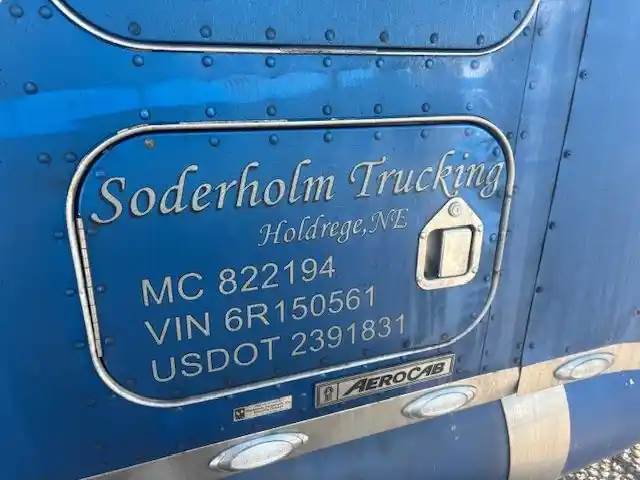 Soderholm Trucking
Holdrege, NE
MC 822194
VIN 6R150561
USDOT 2391831
AEROCAB